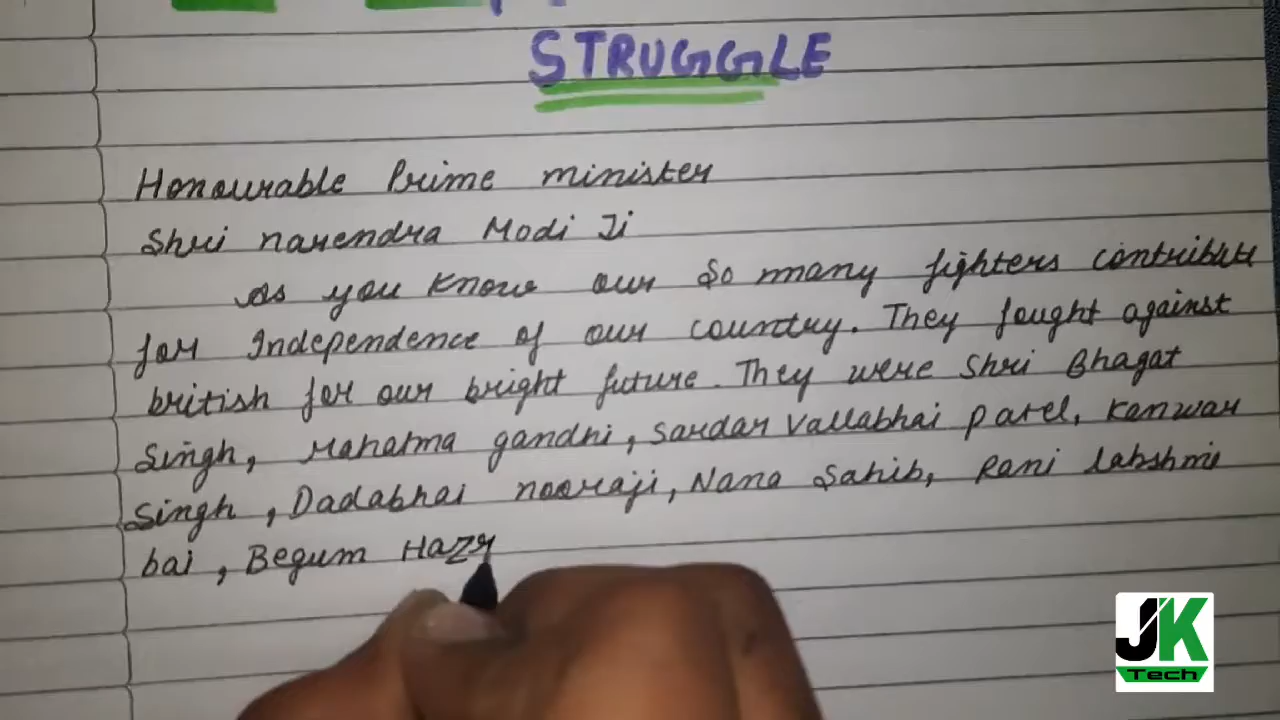 STRUGGLE
Honourable Prime minister
Shri narendra Modi Ji
As you know our so many fighters contribute
for Independence of our country. They fought against
british for our bright future. They were Shri Bhagat
Singh, Mahatma gandhi, Sardar Vallabhai patel, Kanwar
Singh, Dadabhai nooraji, Nana Sahib, Rani labshmi
bai, Begum Hazr
JK
Tech